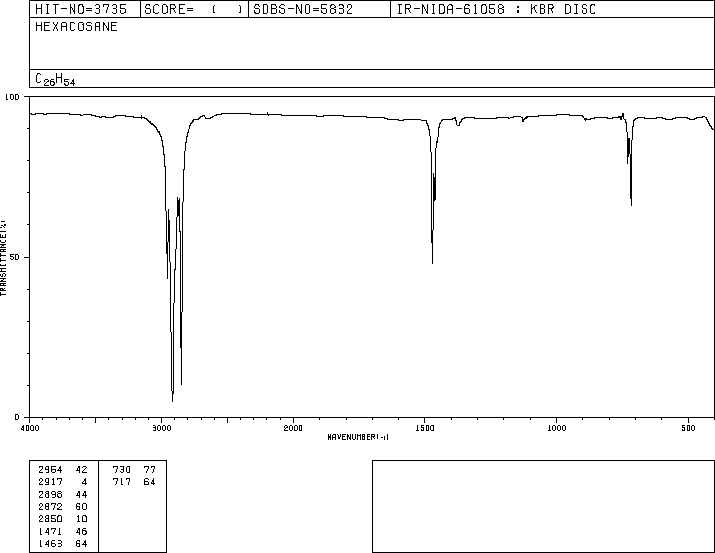 HIT-NO=3735 SCORE= ( ) SDBS-NO=5832 IR-NIDA-61058 : KBR DISC
HEXACOSANE
C26H54
100
50
0
TRANSMITTANCE(%)
4000 3000 2000 1500 1000 500
WAVENUMBER(-1)
2954 42 730 77
2917 4 717 64
2898 44
2872 60
2850 10
1471 46
1463 64